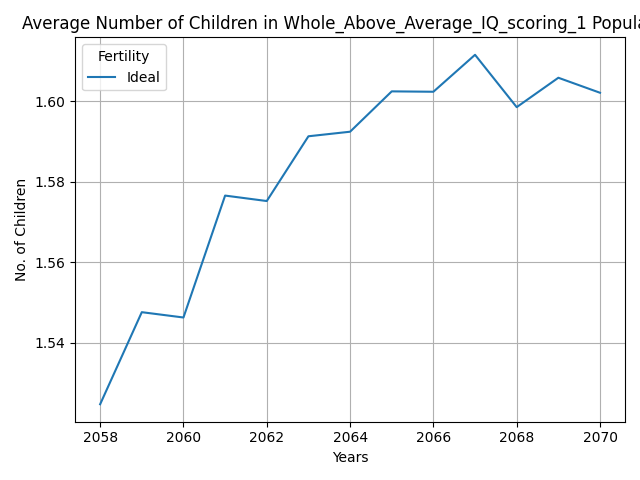 Average Number of Children in Whole_Above_Average_IQ_scoring_1
Fertility
Ideal
No. of Children
1.60
1.58
1.56
1.54
2058 2060 2062 2064 2066 2068 2070
Years